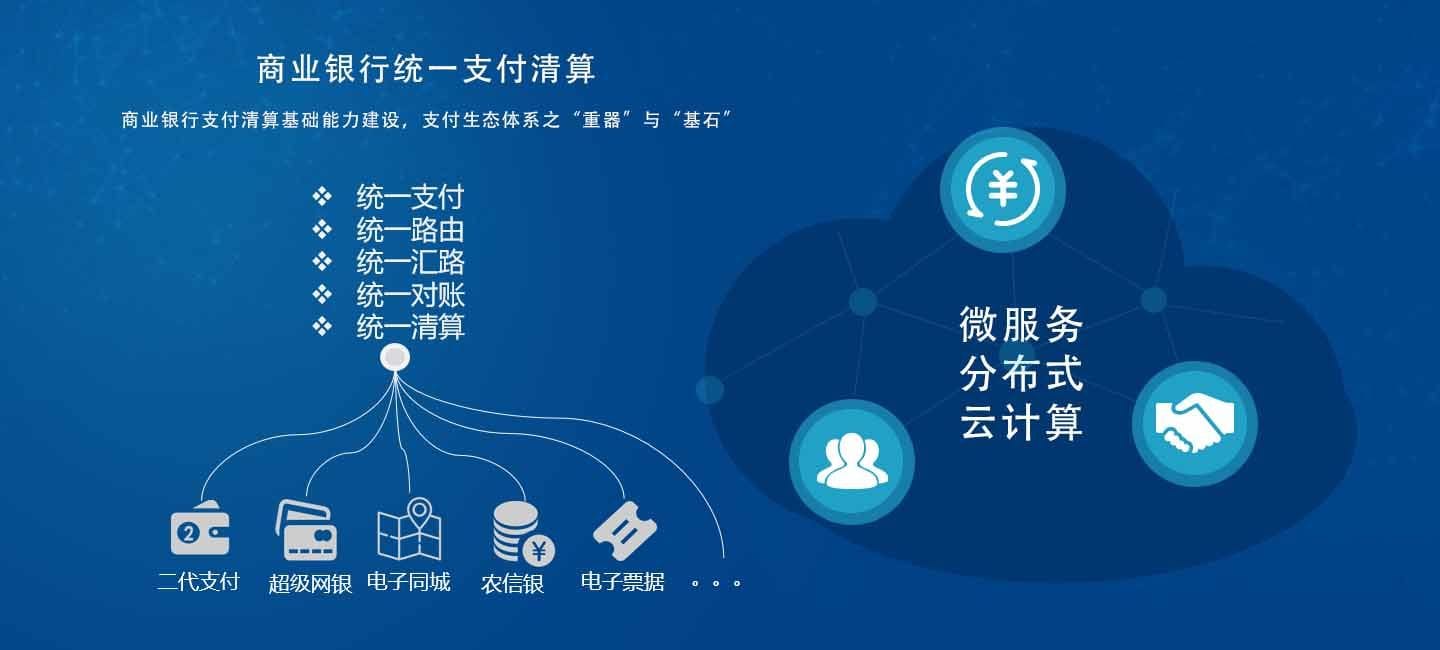 商业银行统一支付清算
商业银行支付清算基础能力建设，支付生态体系之“重器”与“基石”
❖ 统一支付
❖ 统一路由
❖ 统一汇路
❖ 统一对账
❖ 统一清算
微服务
分布式
云计算
2
¥
¥
二代支付
超级网银
电子同城
农信银
电子票据
。。。